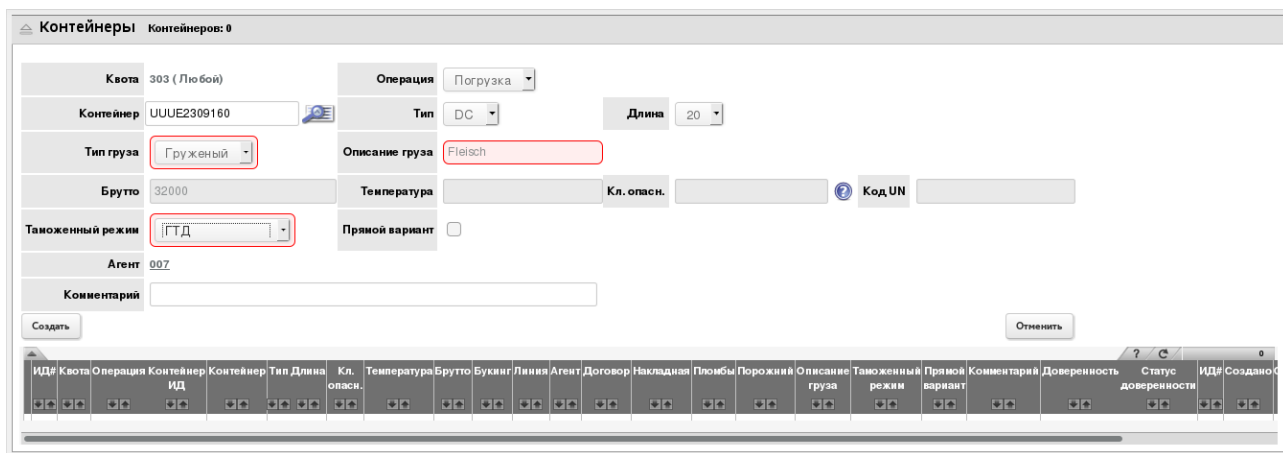 Контейнеры Контейнеров: 0
Квота 303 ( Любой) Операция Погрузка
Контейнер UUUE2309160 Тип DC Длина 20
Тип груза Груженый Описание груза Fleisch
Брутто 32000 Температура Кл. опасн. ? Код UN
Таможенный режим ГТД Прямой вариант
Агент 007
Комментарий
Создать Отменить
? C 0
ИД# Квота Операция Контейнер ИД Контейнер Тип Длина Кл. опасн. Температура Брутто Букинг Линия Агент Договор Накладная Пломбы Порожний Описание груза Таможенный режим Прямой вариант Комментарий Доверенность Статус доверенности ИД# Создано